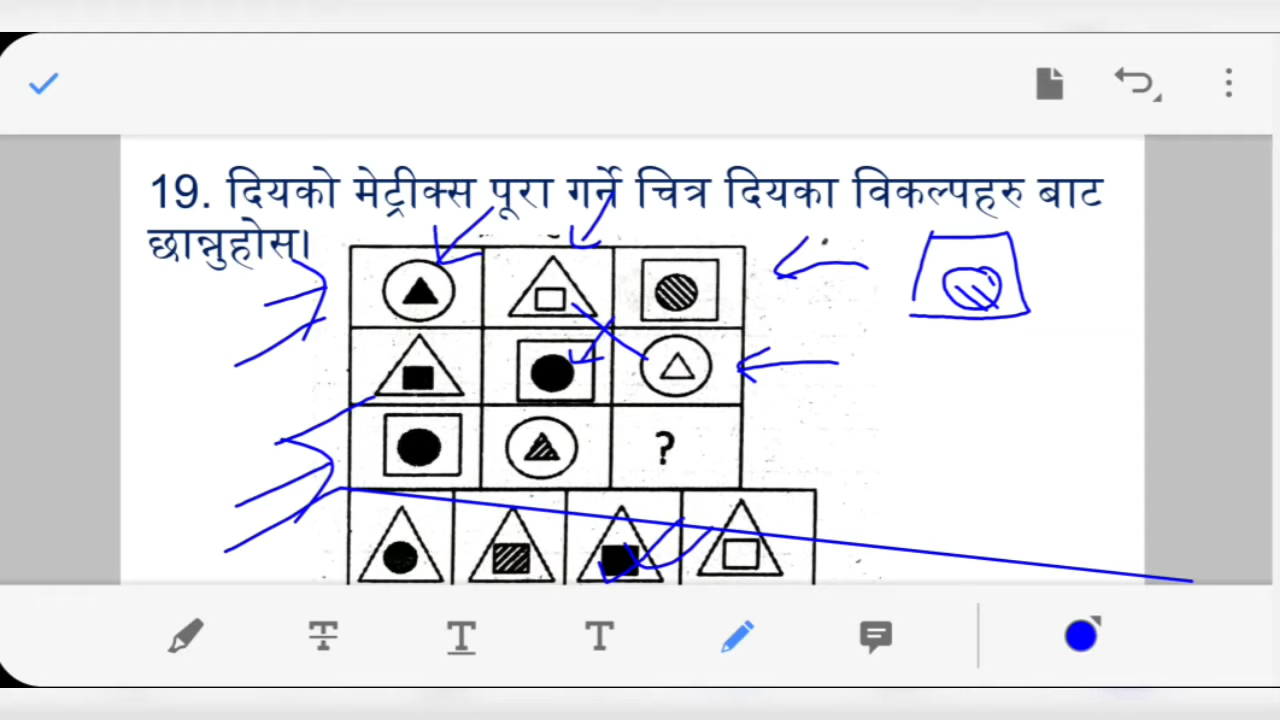 19. दियको मेट्रीक्स पूरा गर्ने चित्र दियका विकल्पहरु बाट
छान्नुहोस।
?
T T T